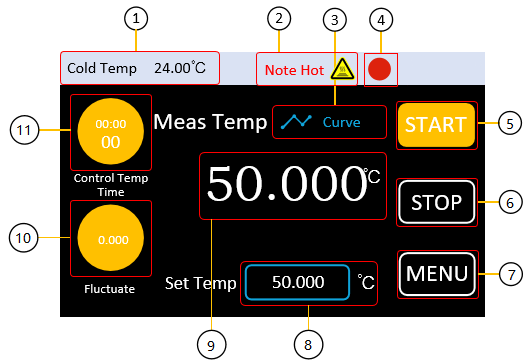 1
2
3
4
Cold Temp 24.00℃
Note Hot
11
00:00
00
Control Temp
Time
Meas Temp
Curve
START
5
50.000℃
STOP
6
10
0.000
Fluctuate
Set Temp 50.000 ℃
MENU
7
9
8